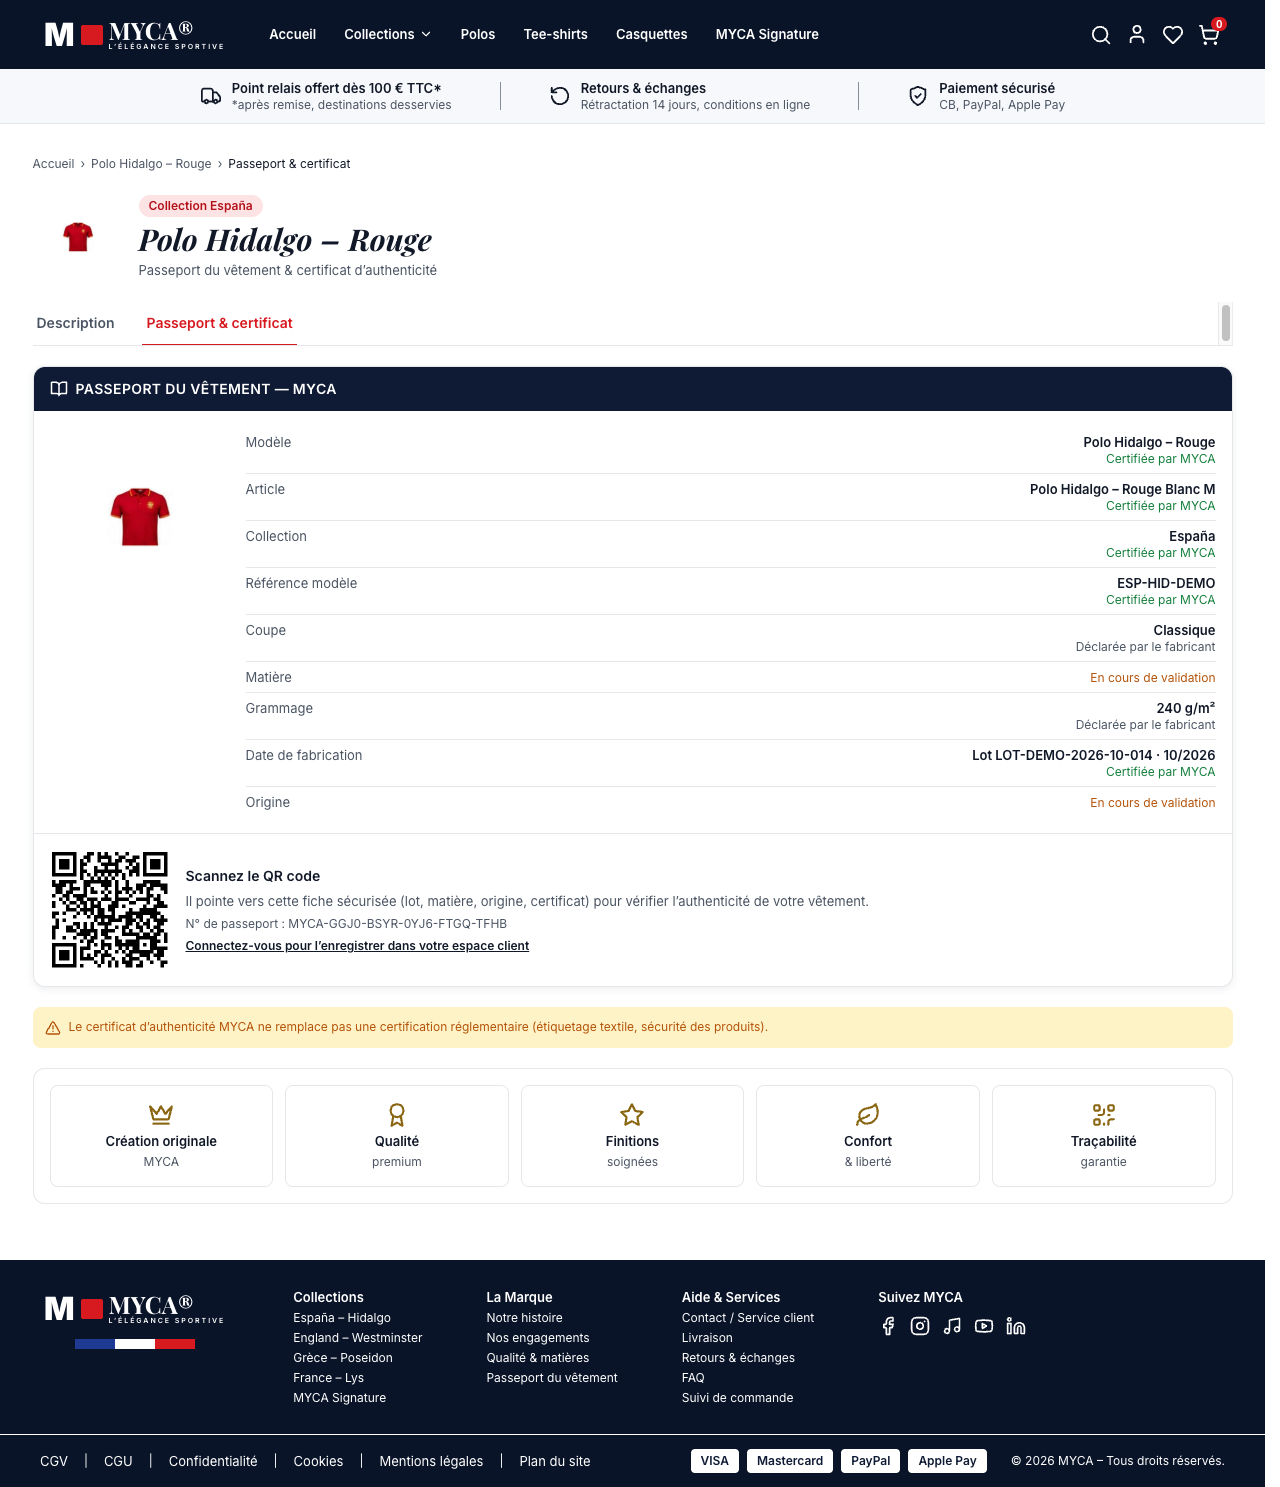 M MYCA®
L'ÉLÉGANCE SPORTIVE
Accueil Collections Polos Tee-shirts Casquettes MYCA Signature
0
Point relais offert dès 100 € TTC*
*après remise, destinations desservies
Retours & échanges
Rétractation 14 jours, conditions en ligne
Paiement sécurisé
CB, PayPal, Apple Pay
Accueil › Polo Hidalgo – Rouge › Passeport & certificat
Collection España
Polo Hidalgo – Rouge
Passeport du vêtement & certificat d’authenticité
Description Passeport & certificat
PASSEPORT DU VÊTEMENT — MYCA
Modèle Polo Hidalgo – Rouge
Certifiée par MYCA
Article Polo Hidalgo – Rouge Blanc M
Certifiée par MYCA
Collection España
Certifiée par MYCA
Référence modèle ESP-HID-DEMO
Certifiée par MYCA
Coupe Classique
Déclarée par le fabricant
Matière En cours de validation
Grammage 240 g/m²
Déclarée par le fabricant
Date de fabrication Lot LOT-DEMO-2026-10-014 · 10/2026
Certifiée par MYCA
Origine En cours de validation
Scannez le QR code
Il pointe vers cette fiche sécurisée (lot, matière, origine, certificat) pour vérifier l’authenticité de votre vêtement.
N° de passeport : MYCA-GGJ0-BSYR-0YJ6-FTGQ-TFHB
Connectez-vous pour l’enregistrer dans votre espace client
Le certificat d’authenticité MYCA ne remplace pas une certification réglementaire (étiquetage textile, sécurité des produits).
Création originale
MYCA
Qualité
premium
Finitions
soignées
Confort
& liberté
Traçabilité
garantie
M MYCA®
L'ÉLÉGANCE SPORTIVE
Collections
España – Hidalgo
England – Westminster
Grèce – Poseidon
France – Lys
MYCA Signature
La Marque
Notre histoire
Nos engagements
Qualité & matières
Passeport du vêtement
Aide & Services
Contact / Service client
Livraison
Retours & échanges
FAQ
Suivi de commande
Suivez MYCA
CGV | CGU | Confidentialité | Cookies | Mentions légales | Plan du site
VISA Mastercard PayPal Apple Pay
© 2026 MYCA – Tous droits réservés.